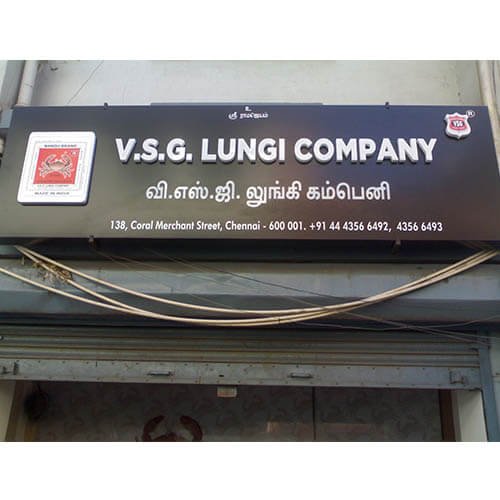 உ
ஸ்ரீ ராமஜெயம்
V.S.G. LUNGI COMPANY
வி.எஸ்.ஜி. லுங்கி கம்பெனி
138, Coral Merchant Street, Chennai - 600 001. +91 44 4356 6492, 4356 6493
VSG
®
MADE IN INDIA